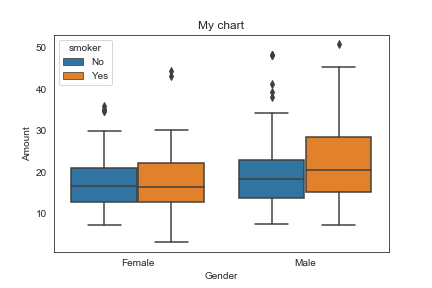 My chart
smoker
No
Yes
50
40
30
20
10
Amount
Female
Male
Gender